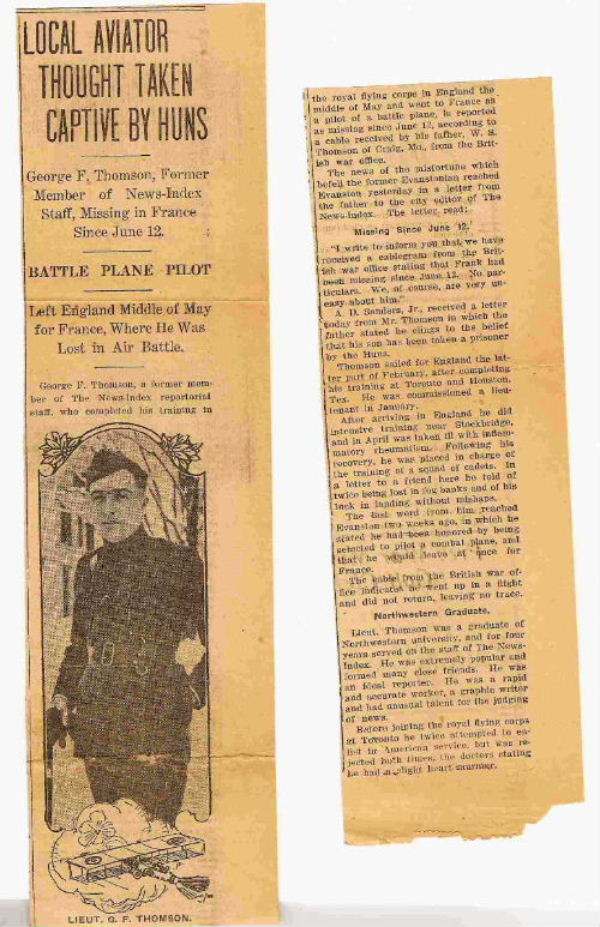 LOCAL AVIATOR
THOUGHT TAKEN
CAPTIVE BY HUNS
George F. Thomson, Former
Member of News-Index
Staff, Missing in France
Since June 12.
BATTLE PLANE PILOT
Left England Middle of May
for France, Where He Was
Lost in Air Battle.
George F. Thomson, a former mem-
ber of The News-Index reportorial
staff, who completed his training in
LIEUT. G. F. THOMSON.
the royal flying corps in England the
middle of May and went to France as
a pilot of a battle plane, is reported
as missing since June 12, according to
a cable received by his father, W. S.
Thomson of Craig, Mo., from the Brit-
ish war office.
The news of the misfortune which
befell the former Evanstonian reached
Evanston yesterday in a letter from
the father to the city editor of The
News-Index. The letter read:
Missing Since June 12.
"I write to inform you that we have
received a cablegram from the Brit-
ish war office stating that Frank had
been missing since June 12. No par-
ticulars. We, of course, are very un-
easy about him."
A. D. Sanders, Jr., received a letter
today from Mr. Thomson in which the
father stated he clings to the belief
that his son has been taken a prisoner
by the Huns.
Thomson sailed for England the lat-
ter part of February, after completing
his training at Toronto and Houston,
Tex. He was commissioned a lieu-
tenant in January.
After arriving in England he did
intensive training near Stockbridge,
and in April was taken ill with inflam-
matory rheumatism. Following his
recovery, he was placed in charge of
the training of a squad of cadets. In
a letter to a friend here he told of
twice being lost in fog banks and of his
luck in landing without mishaps.
The last word from him reached
Evanston two weeks ago, in which he
stated he had been honored by being
selected to pilot a combat plane, and
that he would leave at once for
France.
The cable from the British war of-
fice indicates he went up in a flight
and did not return, leaving no trace.
Northwestern Graduate.
Lieut. Thomson was a graduate of
Northwestern university, and for four
years served on the staff of The News-
Index. He was extremely popular and
formed many close friends. He was
an ideal reporter. He was a rapid
and accurate worker, a graphic writer
and had unusual talent for the judging
of news.
Before joining the royal flying corps
at Toronto he twice attempted to en-
list in American service, but was re-
jected both times, the doctors stating
he had a slight heart murmur.